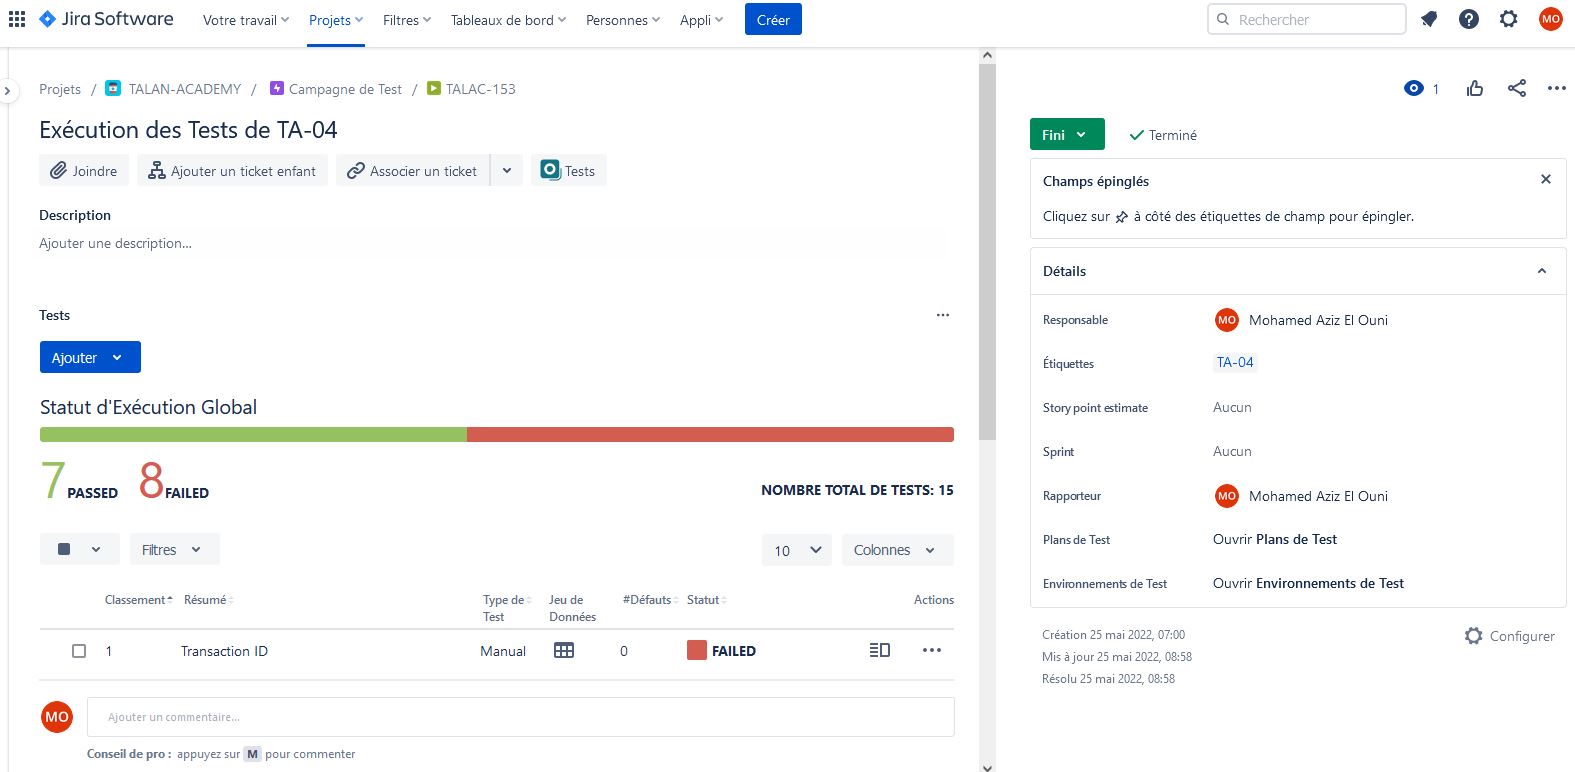 Jira Software Votre travail Projets Filtres Tableaux de bord Personnes Appli Créer Rechercher MO
Projets / TALAN-ACADEMY / Campagne de Test / TALAC-153
1
Exécution des Tests de TA-04
Fini Terminé
Joindre Ajouter un ticket enfant Associer un ticket Tests
Champs épinglés
Cliquez sur à côté des étiquettes de champ pour épingler.
Description
Ajouter une description...
Détails
Responsable MO Mohamed Aziz El Ouni
Étiquettes TA-04
Story point estimate Aucun
Sprint Aucun
Rapporteur MO Mohamed Aziz El Ouni
Plans de Test Ouvrir Plans de Test
Environnements de Test Ouvrir Environnements de Test
Création 25 mai 2022, 07:00
Mis à jour 25 mai 2022, 08:58
Résolu 25 mai 2022, 08:58
Configurer
Tests
Ajouter
Statut d'Exécution Global
7 PASSED 8 FAILED NOMBRE TOTAL DE TESTS: 15
Filtres 10 Colonnes
Classement Résumé Type de Test Jeu de Données #Défauts Statut Actions
1 Transaction ID Manual 0 FAILED
MO Ajouter un commentaire...
Conseil de pro : appuyez sur M pour commenter